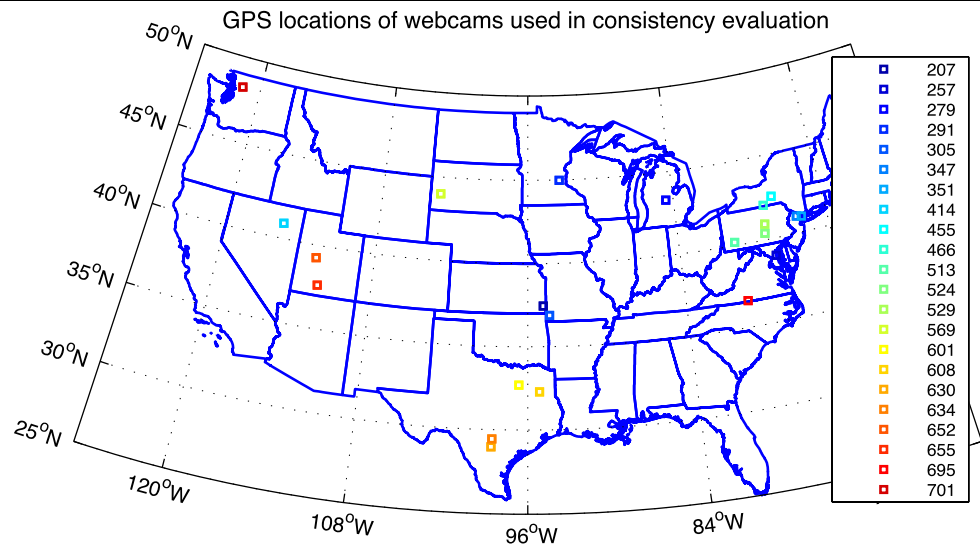 GPS locations of webcams used in consistency evaluation
50°N
45°N
40°N
35°N
30°N
25°N
120°W
108°W
96°W
84°W
207
257
279
291
305
347
351
414
455
466
513
524
529
569
601
608
630
634
652
655
695
701